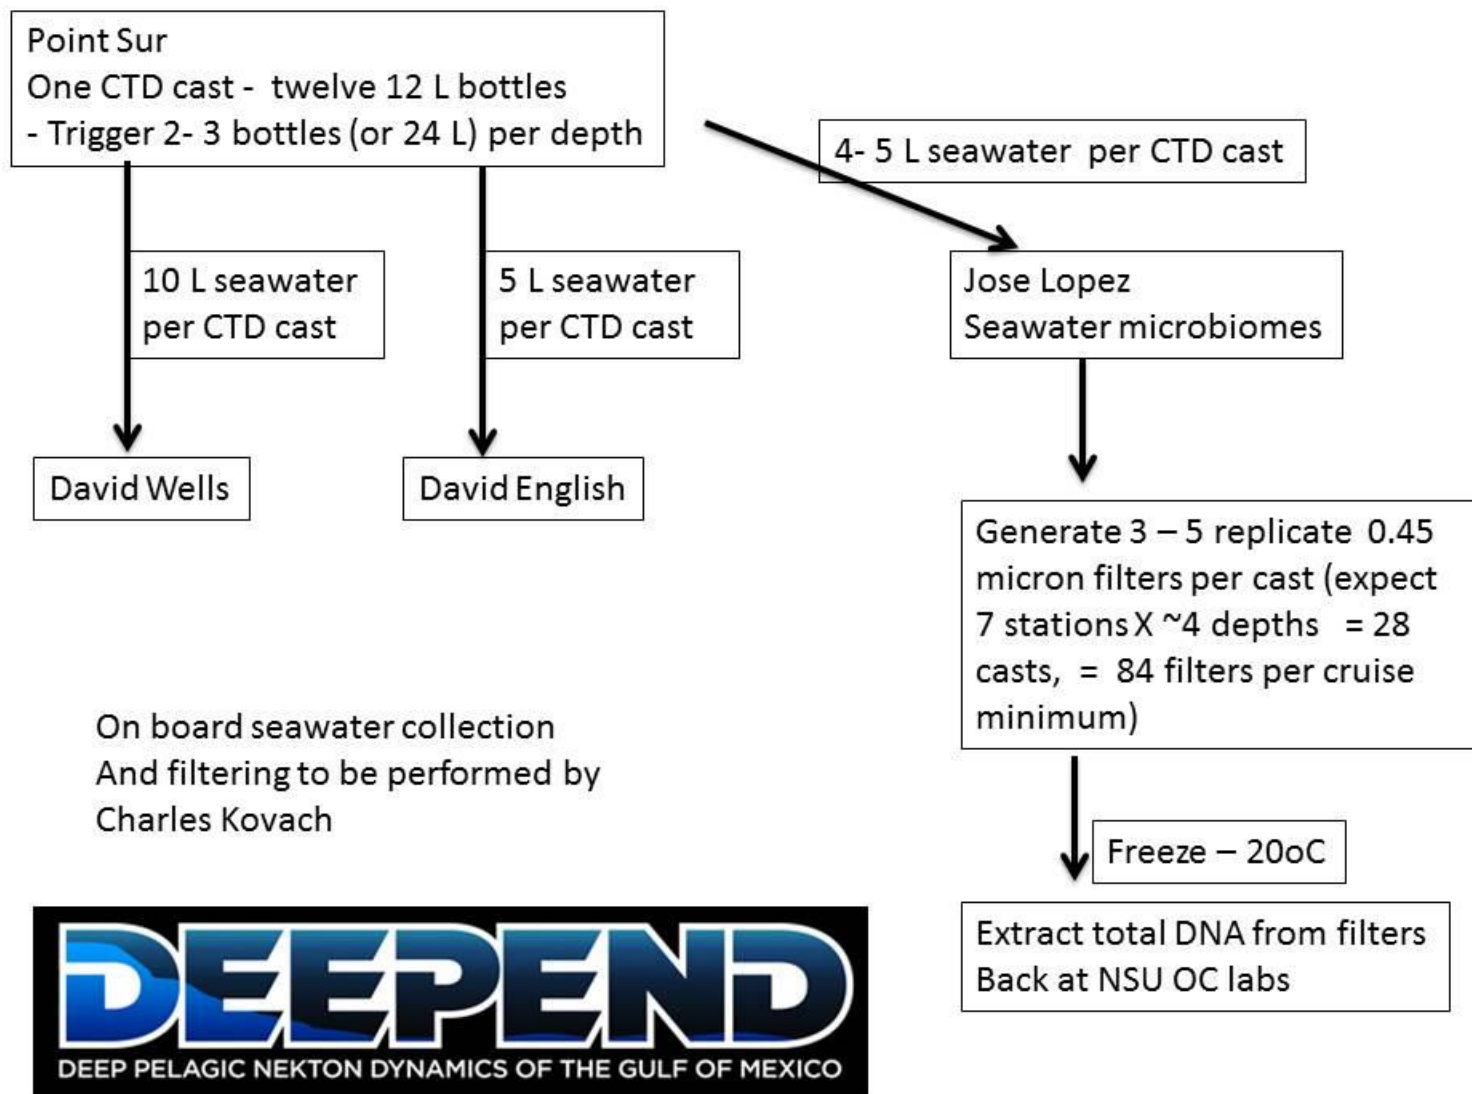 Point Sur
One CTD cast - twelve 12 L bottles
- Trigger 2- 3 bottles (or 24 L) per depth
4- 5 L seawater per CTD cast
10 L seawater
per CTD cast
5 L seawater
per CTD cast
Jose Lopez
Seawater microbiomes
David Wells
David English
Generate 3 – 5 replicate 0.45
micron filters per cast (expect
7 stations X ~4 depths = 28
casts, = 84 filters per cruise
minimum)
On board seawater collection
And filtering to be performed by
Charles Kovach
Freeze – 20oC
Extract total DNA from filters
Back at NSU OC labs
DEEPEND
DEEP PELAGIC NEKTON DYNAMICS OF THE GULF OF MEXICO